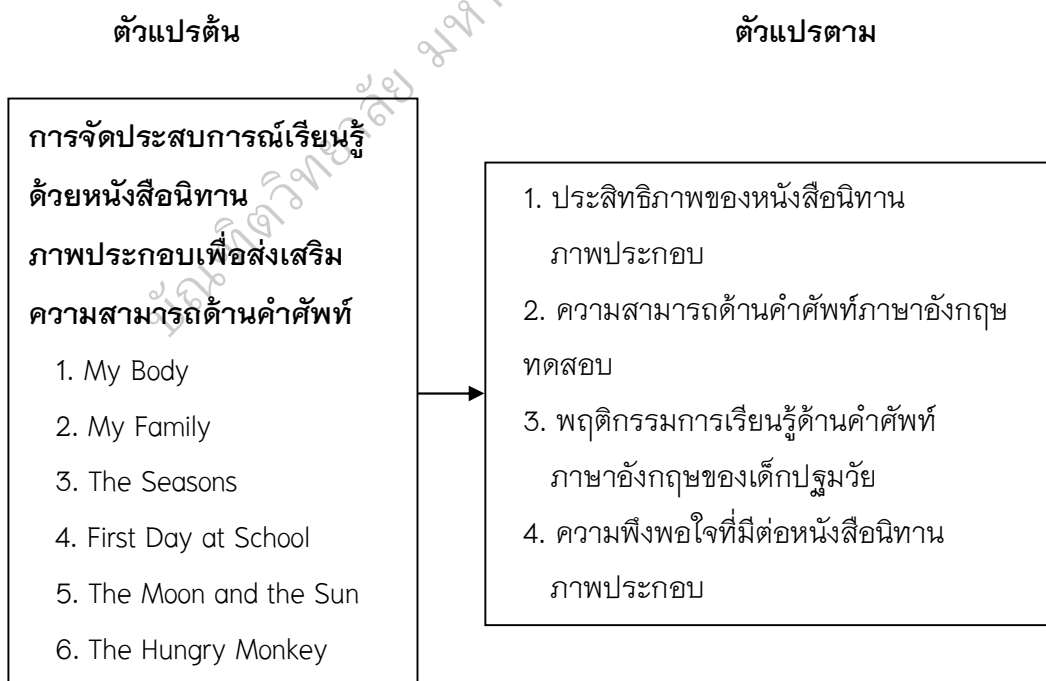 ตัวแปรต้น
ตัวแปรตาม
การจัดประสบการณ์เรียนรู้
ด้วยหนังสือนิทาน
ภาพประกอบเพื่อส่งเสริม
ความสามารถด้านคำศัพท์
1. My Body
2. My Family
3. The Seasons
4. First Day at School
5. The Moon and the Sun
6. The Hungry Monkey
1. ประสิทธิภาพของหนังสือนิทาน
ภาพประกอบ
2. ความสามารถด้านคำศัพท์ภาษาอังกฤษ
ทดสอบ
3. พฤติกรรมการเรียนรู้ด้านคำศัพท์
ภาษาอังกฤษของเด็กปฐมวัย
4. ความพึงพอใจที่มีต่อหนังสือนิทาน
ภาพประกอบ
บัณฑิตวิทยาลัย มหา